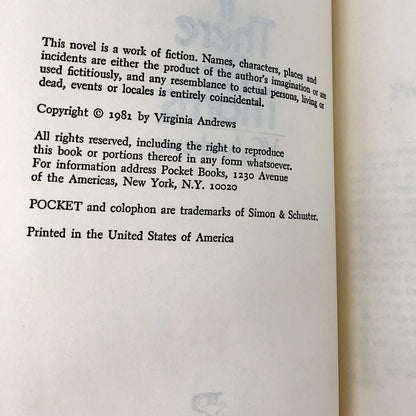 This novel is a work of fiction. Names, characters, places and
incidents are either the product of the author's imagination or are
used fictitiously, and any resemblance to actual persons, living or
dead, events or locales is entirely coincidental.
Copyright © 1981 by Virginia Andrews
All rights reserved, including the right to reproduce
this book or portions thereof in any form whatsoever.
For information address Pocket Books, 1230 Avenue
of the Americas, New York, N.Y. 10020
POCKET and colophon are trademarks of Simon & Schuster.
Printed in the United States of America